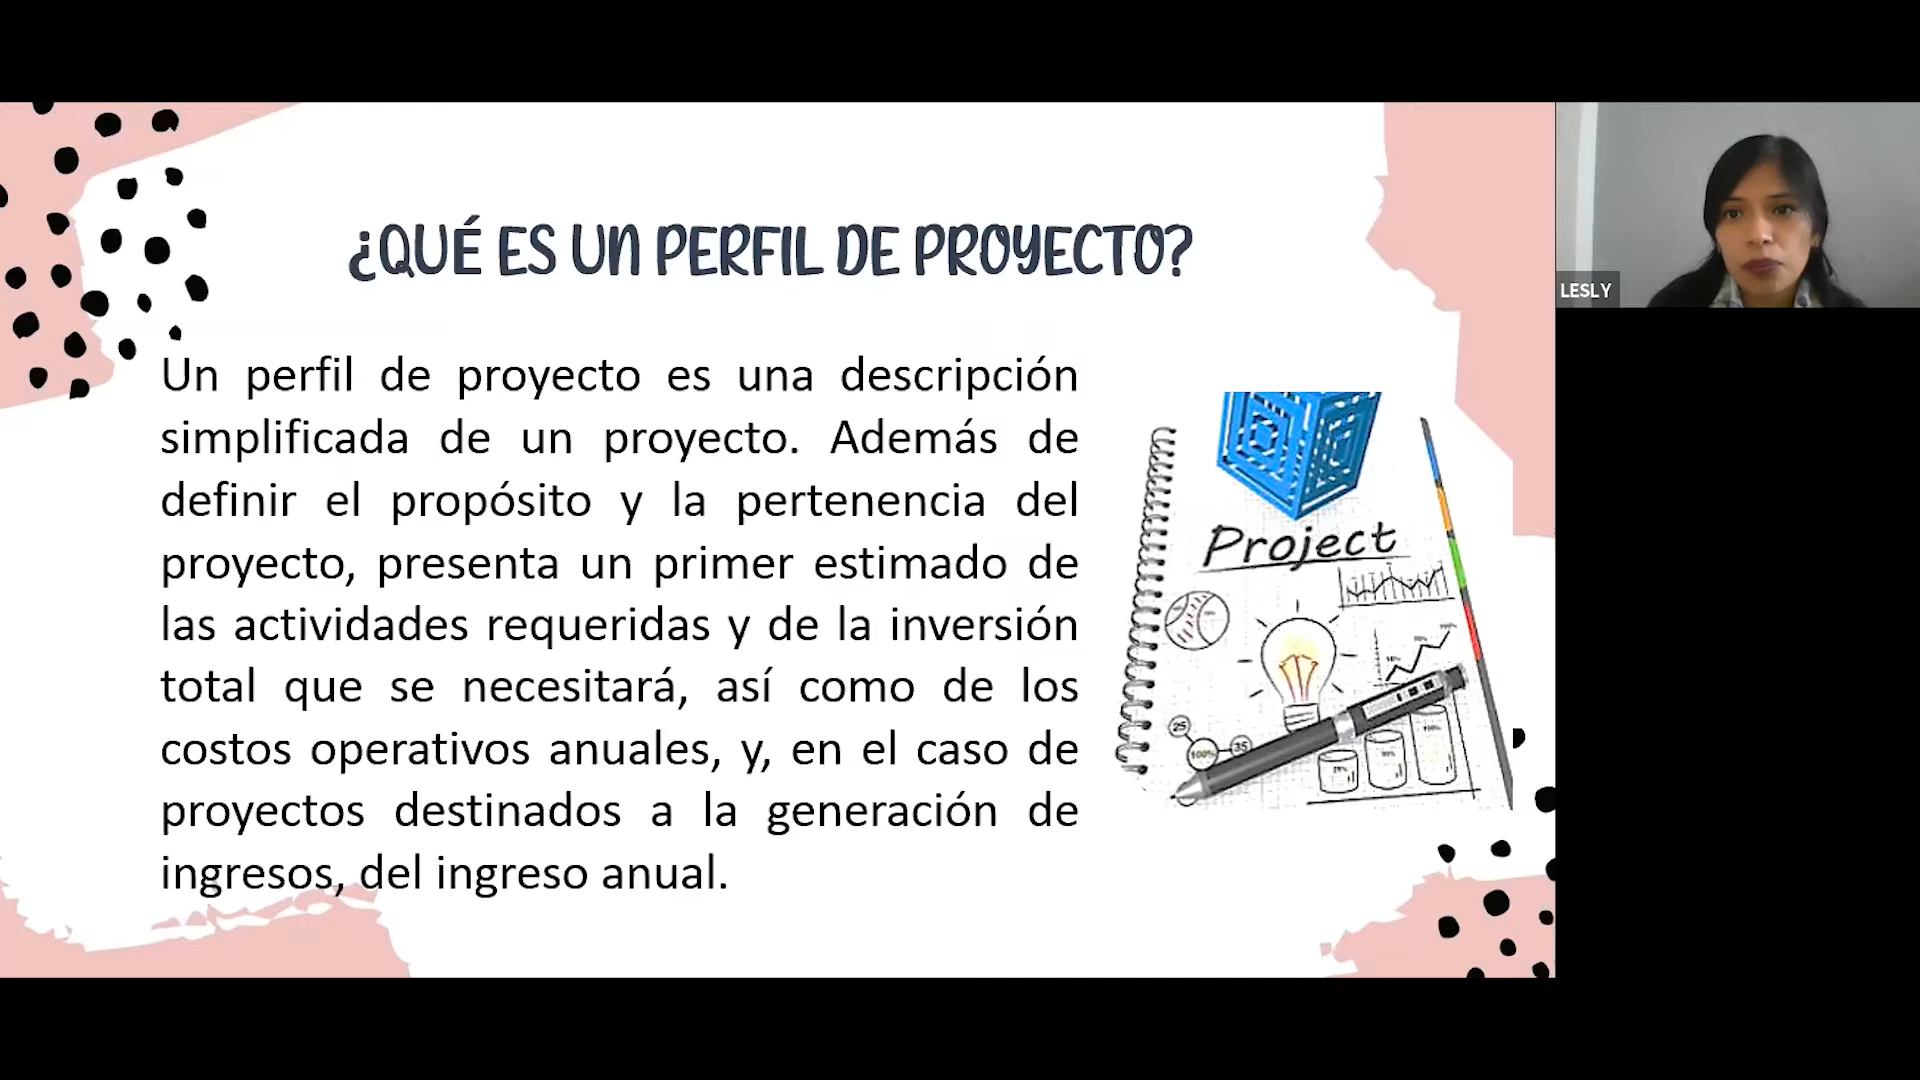 ¿QUÉ ES UN PERFIL DE PROYECTO?
LESLY
Un perfil de proyecto es una descripción
simplificada de un proyecto. Además de
definir el propósito y la pertenencia del
proyecto, presenta un primer estimado de
las actividades requeridas y de la inversión
total que se necesitará, así como de los
costos operativos anuales, y, en el caso de
proyectos destinados a la generación de
ingresos, del ingreso anual.
Project
25
100%
35